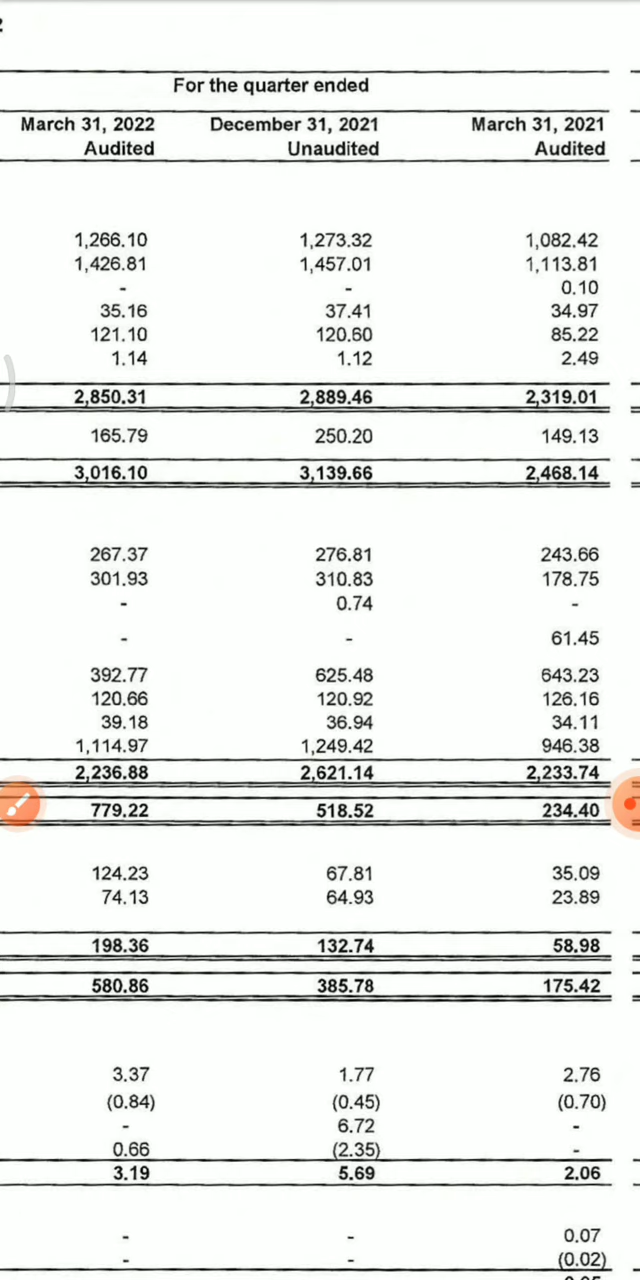 For the quarter ended
March 31, 2022 December 31, 2021 March 31, 2021
Audited Unaudited Audited
1,266.10 1,273.32 1,082.42
1,426.81 1,457.01 1,113.81
- - 0.10
35.16 37.41 34.97
121.10 120.60 85.22
1.14 1.12 2.49
2,850.31 2,889.46 2,319.01
165.79 250.20 149.13
3,016.10 3,139.66 2,468.14
267.37 276.81 243.66
301.93 310.83 178.75
- 0.74 -
- - 61.45
392.77 625.48 643.23
120.66 120.92 126.16
39.18 36.94 34.11
1,114.97 1,249.42 946.38
2,236.88 2,621.14 2,233.74
779.22 518.52 234.40
124.23 67.81 35.09
74.13 64.93 23.89
198.36 132.74 58.98
580.86 385.78 175.42
3.37 1.77 2.76
(0.84) (0.45) (0.70)
- 6.72 -
0.66 (2.35) -
3.19 5.69 2.06
- - 0.07
- - (0.02)